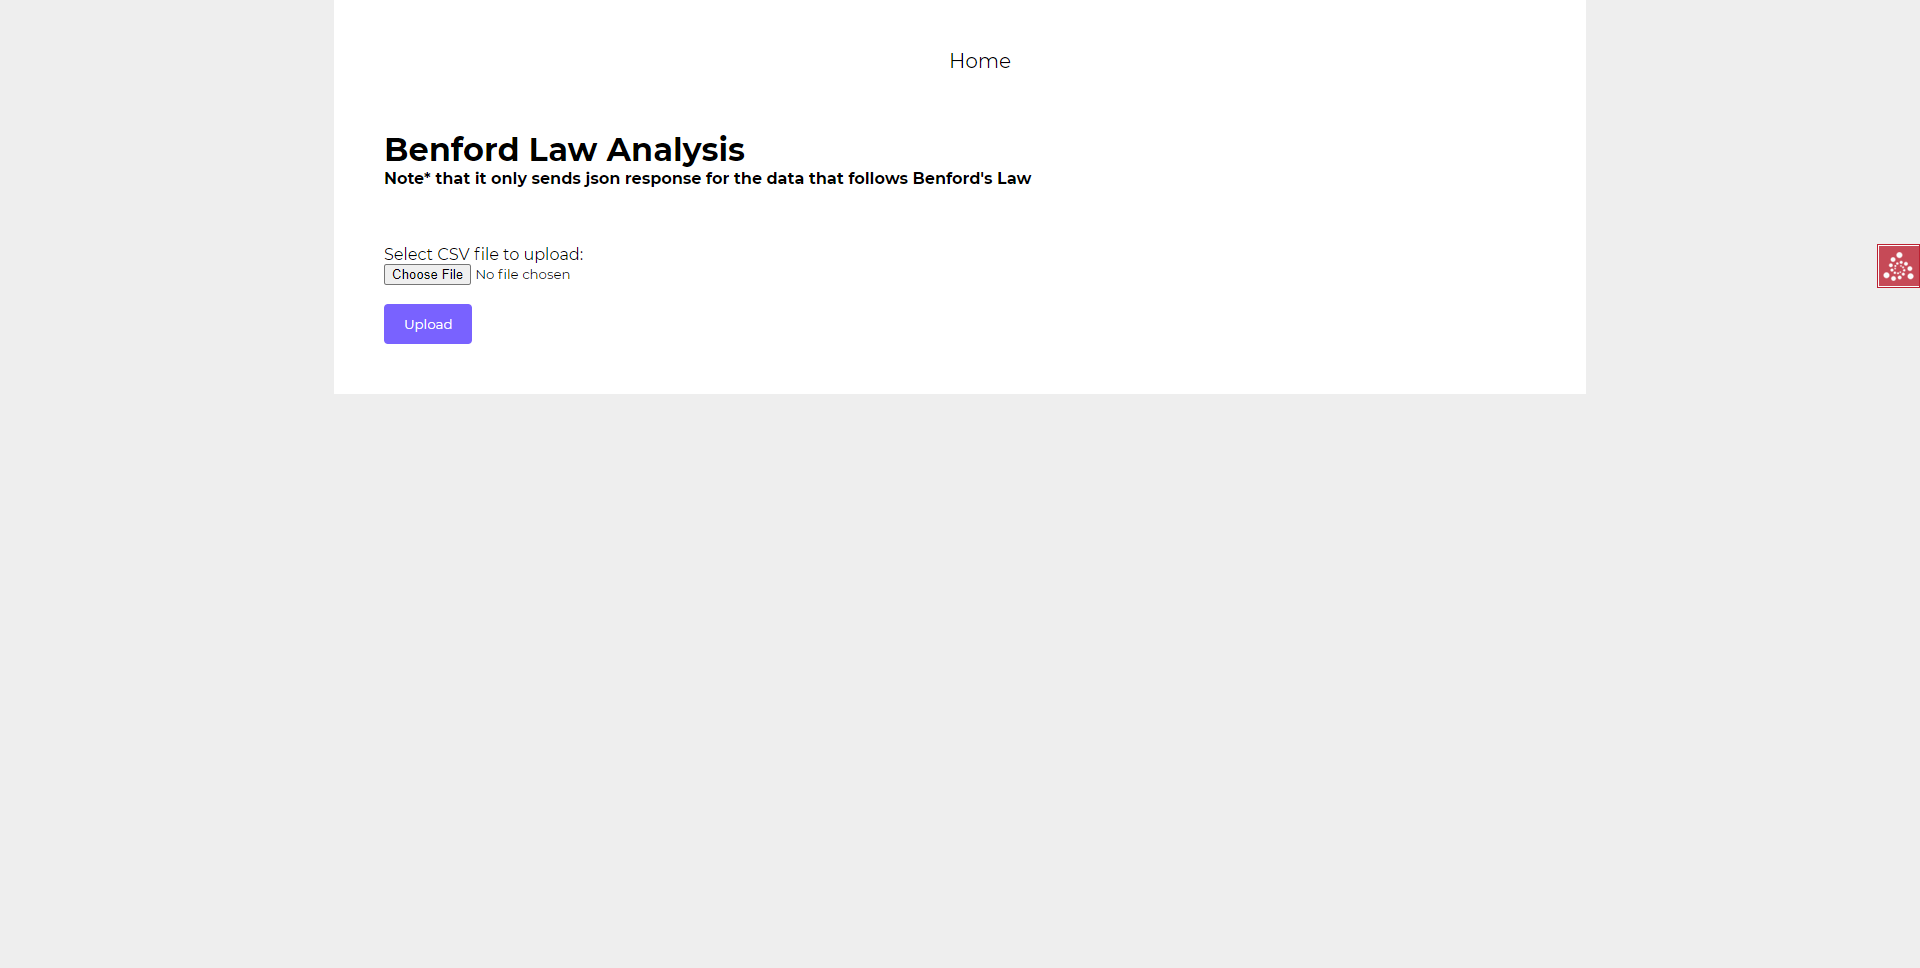 Home
Benford Law Analysis
Note* that it only sends json response for the data that follows Benford's Law
Select CSV file to upload:
Choose File No file chosen
Upload